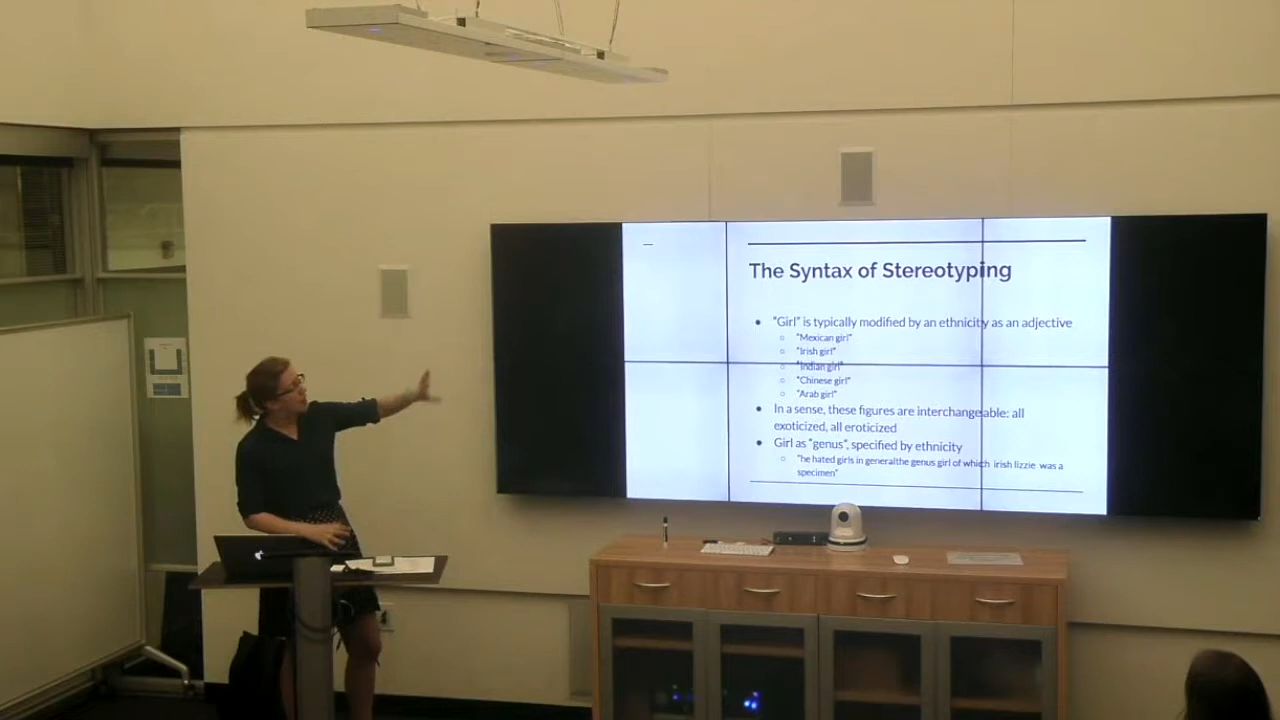 The Syntax of Stereotyping
● "Girl" is typically modified by an ethnicity as an adjective
○ "Mexican girl"
○ "Irish girl"
○ "Indian girl"
○ "Chinese girl"
○ "Arab girl"
● In a sense, these figures are interchangeable: all
exoticized, all eroticized
● Girl as "genus", specified by ethnicity
○ "he hated girls in generalthe genus girl of which irish lizzie was a
specimen"